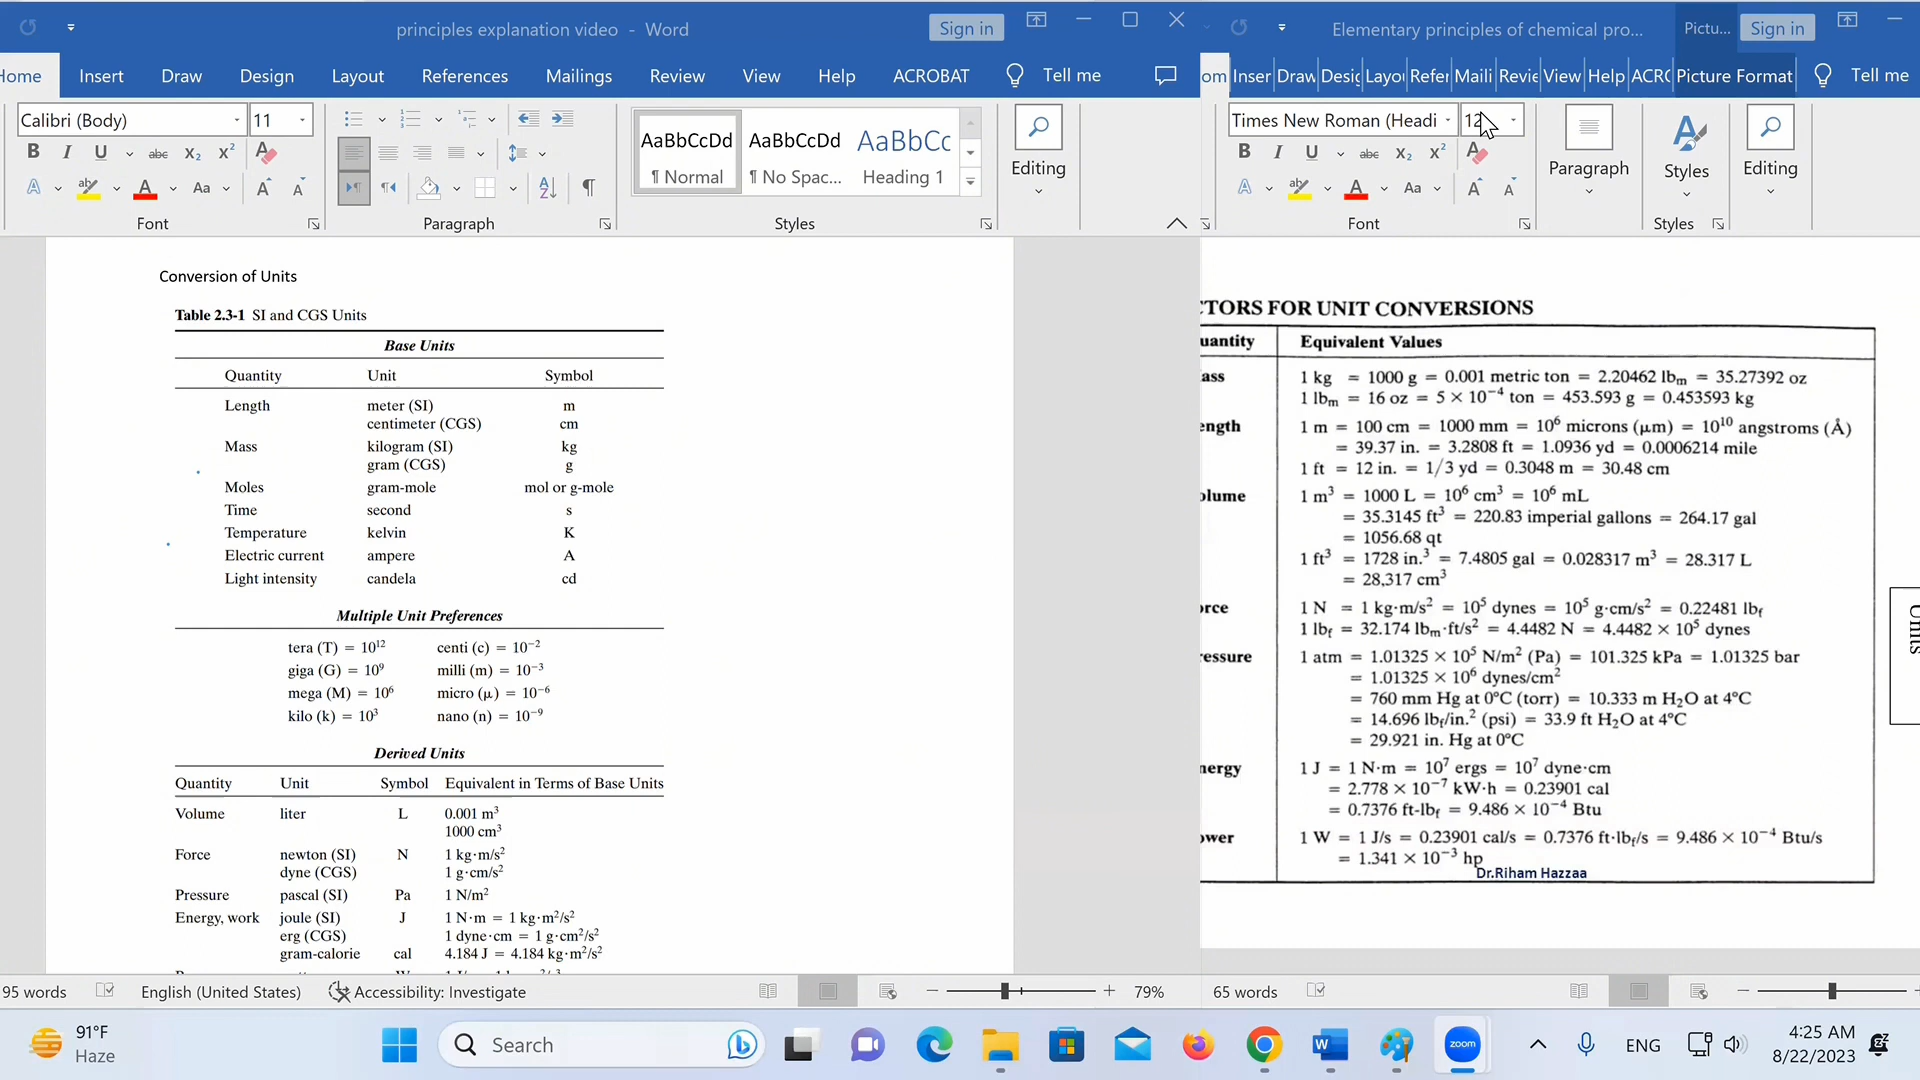 principles explanation video - Word
Sign in
Home Insert Draw Design Layout References Mailings Review View Help ACROBAT Tell me
Calibri (Body) 11
Font
Paragraph
AaBbCcDd AaBbCcDd AaBbCc
¶ Normal ¶ No Spac... Heading 1
Styles
Editing
Conversion of Units
Table 2.3-1 SI and CGS Units
Base Units
Quantity Unit Symbol
Length meter (SI) m
centimeter (CGS) cm
Mass kilogram (SI) kg
gram (CGS) g
Moles gram-mole mol or g-mole
Time second s
Temperature kelvin K
Electric current ampere A
Light intensity candela cd
Multiple Unit Preferences
tera (T) = 10¹² centi (c) = 10⁻²
giga (G) = 10⁹ milli (m) = 10⁻³
mega (M) = 10⁶ micro (μ) = 10⁻⁶
kilo (k) = 10³ nano (n) = 10⁻⁹
Derived Units
Quantity Unit Symbol Equivalent in Terms of Base Units
Volume liter L 0.001 m³
1000 cm³
Force newton (SI) N 1 kg·m/s²
dyne (CGS) 1 g·cm/s²
Pressure pascal (SI) Pa 1 N/m²
Energy, work joule (SI) J 1 N·m = 1 kg·m²/s²
erg (CGS) 1 dyne·cm = 1 g·cm²/s²
gram-calorie cal 4.184 J = 4.184 kg·m²/s²
95 words English (United States) Accessibility: Investigate 79%
Elementary principles of chemical pro... Pictu... Sign in
om Inser Draw Desig Layou Refer Maili Revie View Help ACRO Picture Format Tell me
Times New Roman (Headi 12
Font
Paragraph
Styles
Styles
Editing
CTORS FOR UNIT CONVERSIONS
uantity Equivalent Values
ass 1 kg = 1000 g = 0.001 metric ton = 2.20462 lbₘ = 35.27392 oz
1 lbₘ = 16 oz = 5 × 10⁻⁴ ton = 453.593 g = 0.453593 kg
ength 1 m = 100 cm = 1000 mm = 10⁶ microns (μm) = 10¹⁰ angstroms (Å)
= 39.37 in. = 3.2808 ft = 1.0936 yd = 0.0006214 mile
1 ft = 12 in. = 1/3 yd = 0.3048 m = 30.48 cm
olume 1 m³ = 1000 L = 10⁶ cm³ = 10⁶ mL
= 35.3145 ft³ = 220.83 imperial gallons = 264.17 gal
= 1056.68 qt
1 ft³ = 1728 in.³ = 7.4805 gal = 0.028317 m³ = 28.317 L
= 28,317 cm³
orce 1 N = 1 kg·m/s² = 10⁵ dynes = 10⁵ g·cm/s² = 0.22481 lbf
1 lbf = 32.174 lbₘ·ft/s² = 4.4482 N = 4.4482 × 10⁵ dynes
ressure 1 atm = 1.01325 × 10⁵ N/m² (Pa) = 101.325 kPa = 1.01325 bar
= 1.01325 × 10⁶ dynes/cm²
= 760 mm Hg at 0°C (torr) = 10.333 m H₂O at 4°C
= 14.696 lbf/in.² (psi) = 33.9 ft H₂O at 4°C
= 29.921 in. Hg at 0°C
nergy 1 J = 1 N·m = 10⁷ ergs = 10⁷ dyne·cm
= 2.778 × 10⁻⁷ kW·h = 0.23901 cal
= 0.7376 ft-lbf = 9.486 × 10⁻⁴ Btu
ower 1 W = 1 J/s = 0.23901 cal/s = 0.7376 ft·lbf/s = 9.486 × 10⁻⁴ Btu/s
= 1.341 × 10⁻³ hp
Dr.Riham Hazzaa
Units
65 words
91°F
Haze
Search
zoom
ENG
4:25 AM
8/22/2023